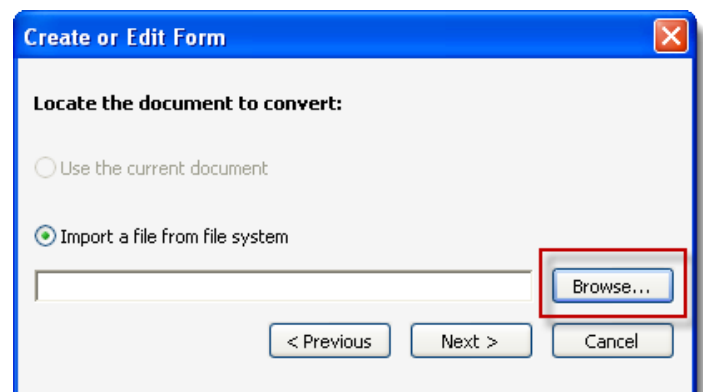 Create or Edit Form
Locate the document to convert:
Use the current document
Import a file from file system
Browse...
< Previous Next > Cancel